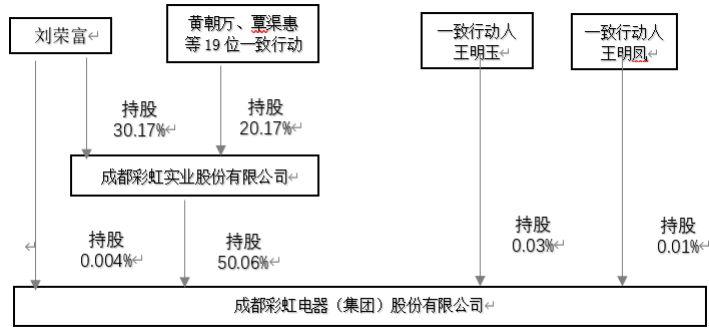 刘荣富
黄朝万、覃渠惠
等19位一致行动
一致行动人
王明玉
一致行动人
王明凤
持股
30.17%
持股
20.17%
成都彩虹实业股份有限公司
持股
0.004%
持股
50.06%
持股
0.03%
持股
0.01%
成都彩虹电器（集团）股份有限公司